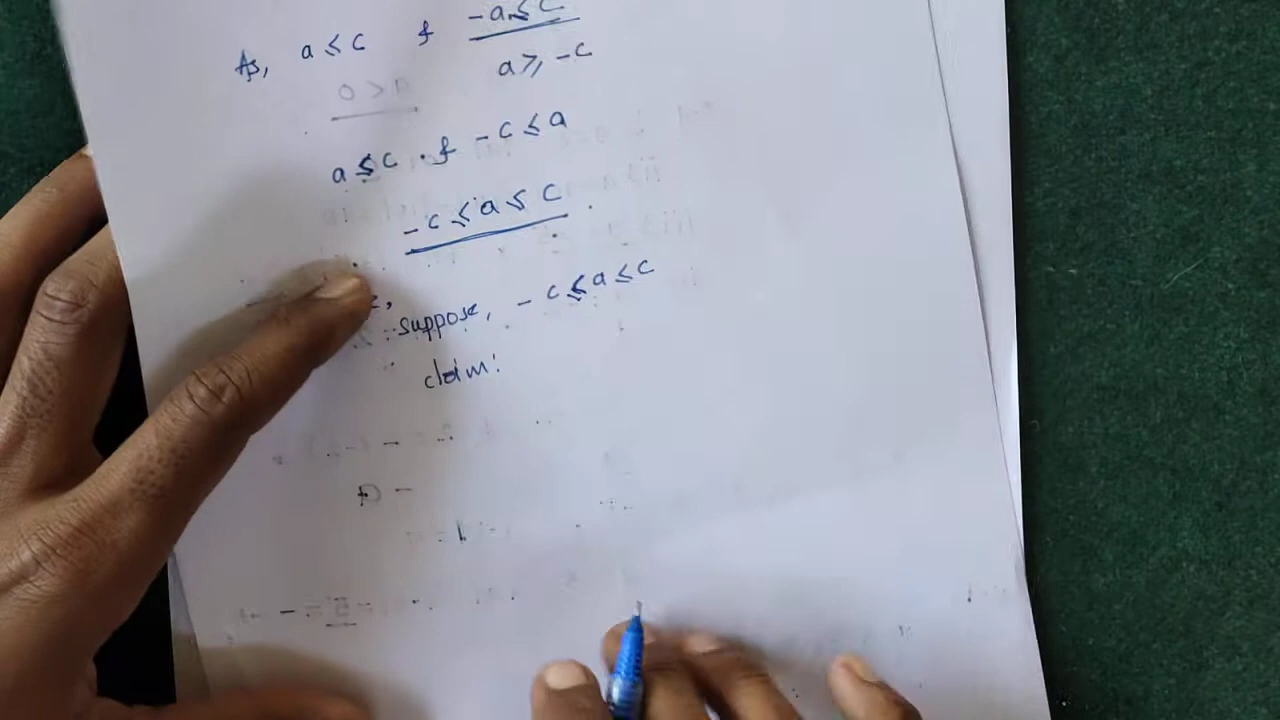 As, a ≤ c & -a ≤ c
a ≥ -c
a ≤ c & -c ≤ a
-c ≤ a ≤ c
suppose, -c ≤ a ≤ c
claim: